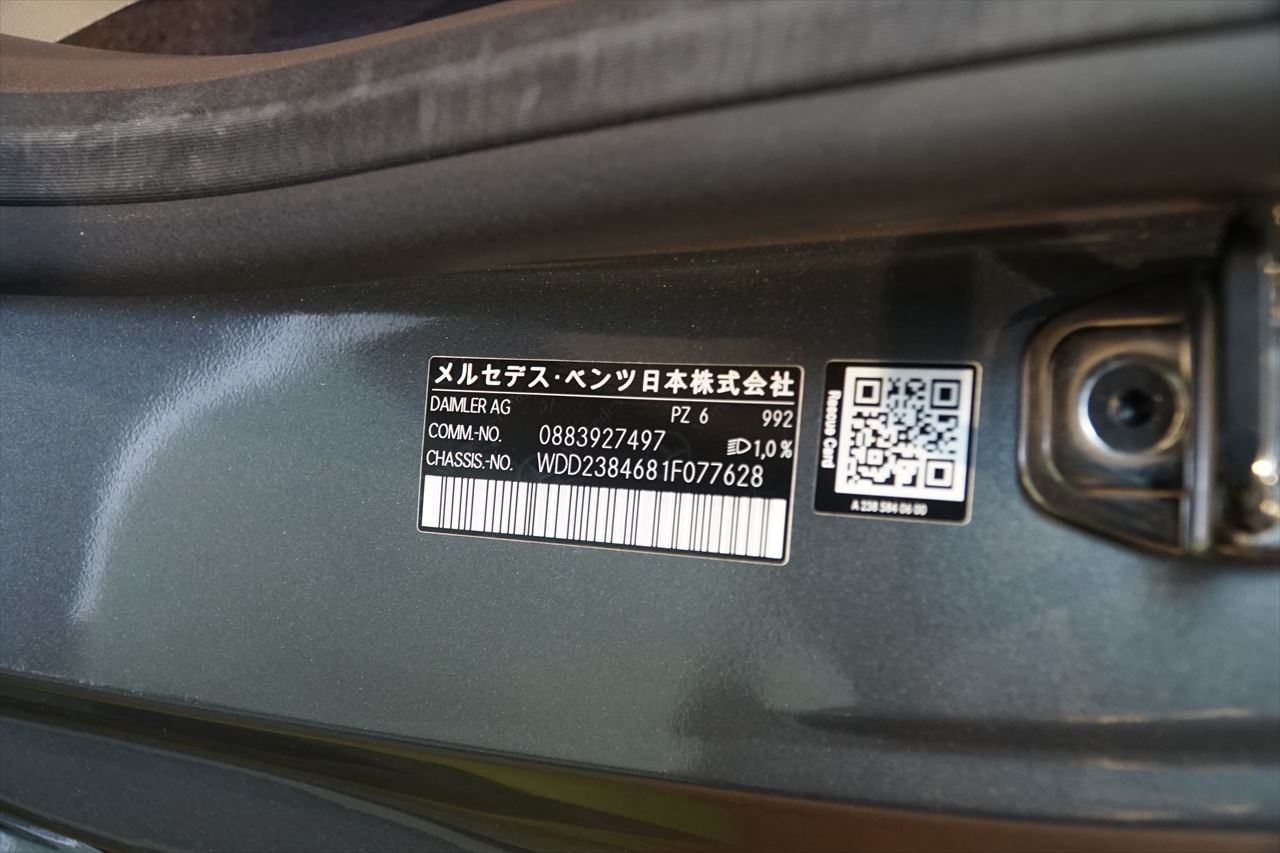 メルセデス・ベンツ日本株式会社
DAIMLER AG PZ 6 992
COMM.-NO. 0883927497 1,0 %
CHASSIS.-NO. WDD2384681F077628
Rescue Card
A 238 584 06 00